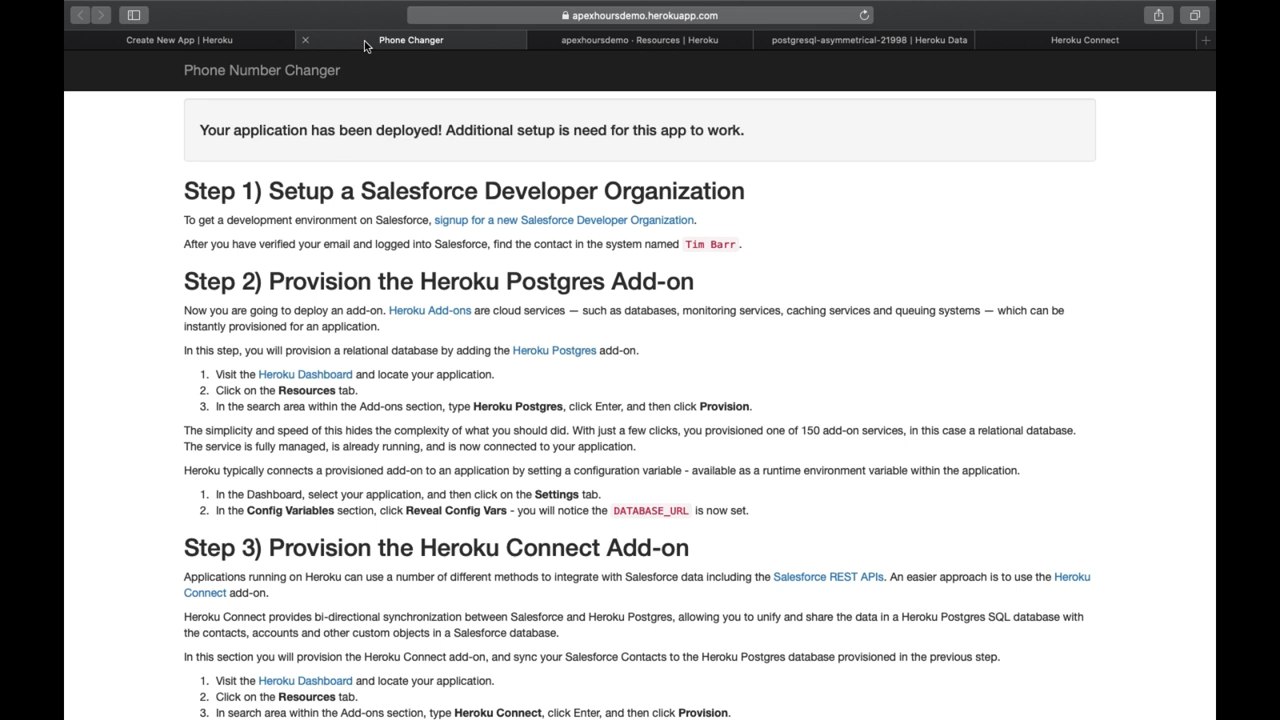 apexhoursdemo.herokuapp.com
Create New App | Heroku
Phone Changer
apexhoursdemo · Resources | Heroku
postgresql-asymmetrical-21998 | Heroku Data
Heroku Connect
Phone Number Changer
Your application has been deployed! Additional setup is need for this app to work.
Step 1) Setup a Salesforce Developer Organization
To get a development environment on Salesforce, signup for a new Salesforce Developer Organization.
After you have verified your email and logged into Salesforce, find the contact in the system named Tim Barr.
Step 2) Provision the Heroku Postgres Add-on
Now you are going to deploy an add-on. Heroku Add-ons are cloud services — such as databases, monitoring services, caching services and queuing systems — which can be
instantly provisioned for an application.
In this step, you will provision a relational database by adding the Heroku Postgres add-on.
1. Visit the Heroku Dashboard and locate your application.
2. Click on the Resources tab.
3. In the search area within the Add-ons section, type Heroku Postgres, click Enter, and then click Provision.
The simplicity and speed of this hides the complexity of what you should did. With just a few clicks, you provisioned one of 150 add-on services, in this case a relational database.
The service is fully managed, is already running, and is now connected to your application.
Heroku typically connects a provisioned add-on to an application by setting a configuration variable - available as a runtime environment variable within the application.
1. In the Dashboard, select your application, and then click on the Settings tab.
2. In the Config Variables section, click Reveal Config Vars - you will notice the DATABASE_URL is now set.
Step 3) Provision the Heroku Connect Add-on
Applications running on Heroku can use a number of different methods to integrate with Salesforce data including the Salesforce REST APIs. An easier approach is to use the Heroku
Connect add-on.
Heroku Connect provides bi-directional synchronization between Salesforce and Heroku Postgres, allowing you to unify and share the data in a Heroku Postgres SQL database with
the contacts, accounts and other custom objects in a Salesforce database.
In this section you will provision the Heroku Connect add-on, and sync your Salesforce Contacts to the Heroku Postgres database provisioned in the previous step.
1. Visit the Heroku Dashboard and locate your application.
2. Click on the Resources tab.
3. In search area within the Add-ons section, type Heroku Connect, click Enter, and then click Provision.